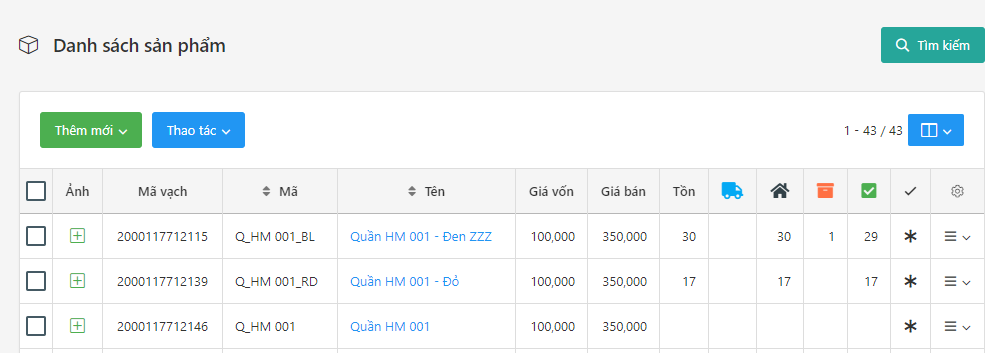 Danh sách sản phẩm
Tìm kiếm
Thêm mới
Thao tác
1 - 43 / 43
Ảnh Mã vạch Mã Tên Giá vốn Giá bán Tồn
2000117712115 Q_HM 001_BL Quần HM 001 - Đen ZZZ 100,000 350,000 30 30 1 29
2000117712139 Q_HM 001_RD Quần HM 001 - Đỏ 100,000 350,000 17 17 17
2000117712146 Q_HM 001 Quần HM 001 100,000 350,000